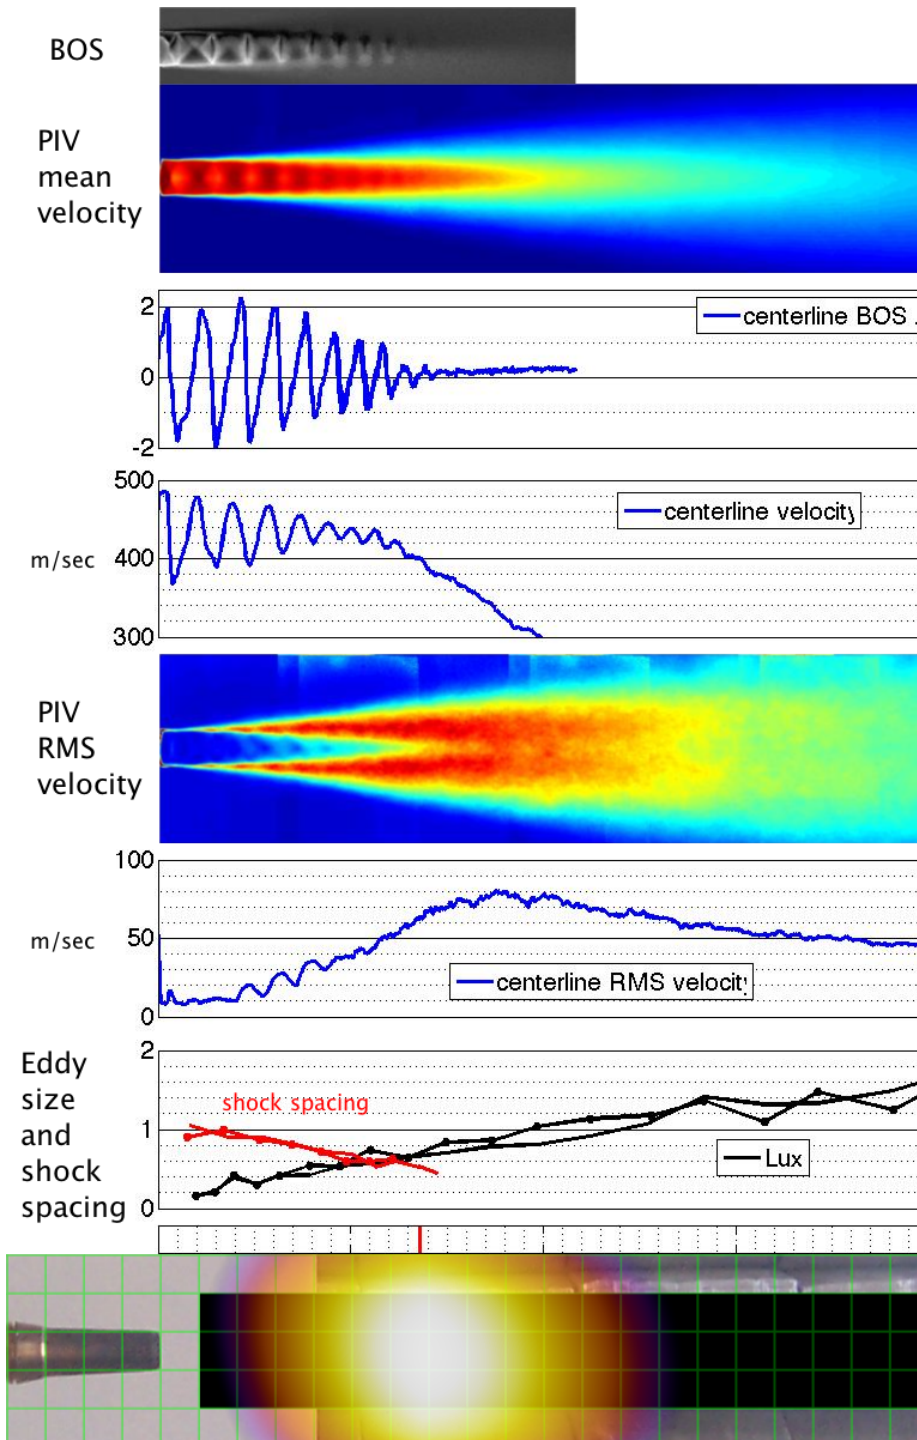 BOS
PIV
mean
velocity
2
centerline BOS
0
-2
500
centerline velocity
m/sec
400
300
PIV
RMS
velocity
100
m/sec
50
centerline RMS velocity
0
Eddy
size
and
shock
spacing
2
shock spacing
1
Lux
0